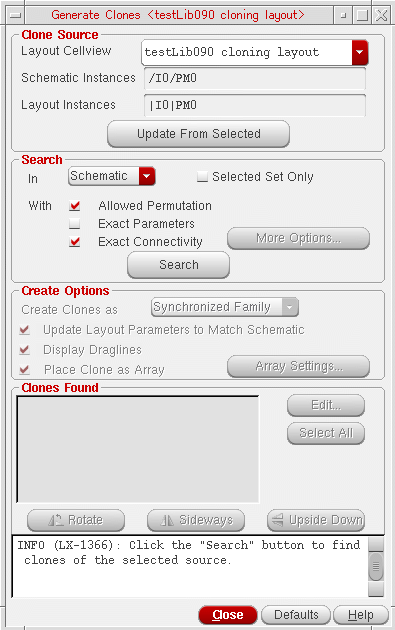 Generate Clones <testLib090 cloning layout>
Clone Source
Layout Cellview testLib090 cloning layout
Schematic Instances /I0/PM0
Layout Instances |I0|PM0
Update From Selected
Search
In Schematic Selected Set Only
With Allowed Permutation
Exact Parameters
Exact Connectivity More Options...
Search
Create Options
Create Clones as Synchronized Family
Update Layout Parameters to Match Schematic
Display Draglines
Place Clone as Array Array Settings...
Clones Found
Edit...
Select All
Rotate Sideways Upside Down
INFO (LX-1366): Click the "Search" button to find
clones of the selected source.
Close Defaults Help